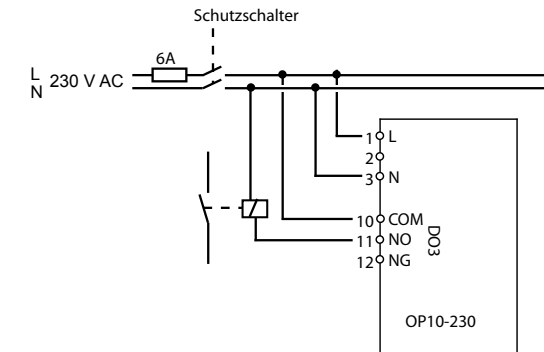 Schutzschalter
6A
L
N
230 V AC
1 L
2
3 N
10 COM
11 NO
12 NG
DO3
OP10-230